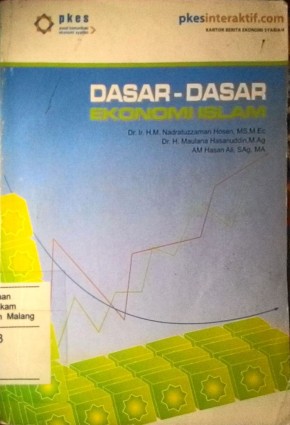 pkes
pkesinteraktif.com
KANTOR BERITA EKONOMI SYARIAH
DASAR - DASAR
EKONOMI ISLAM
Dr. Ir. H.M. Nadratuzzaman Hosen, MS,M.Ec
Dr. H. Maulana Hasanuddin,M.Ag
AM Hasan Ali, SAg, MA
Malang